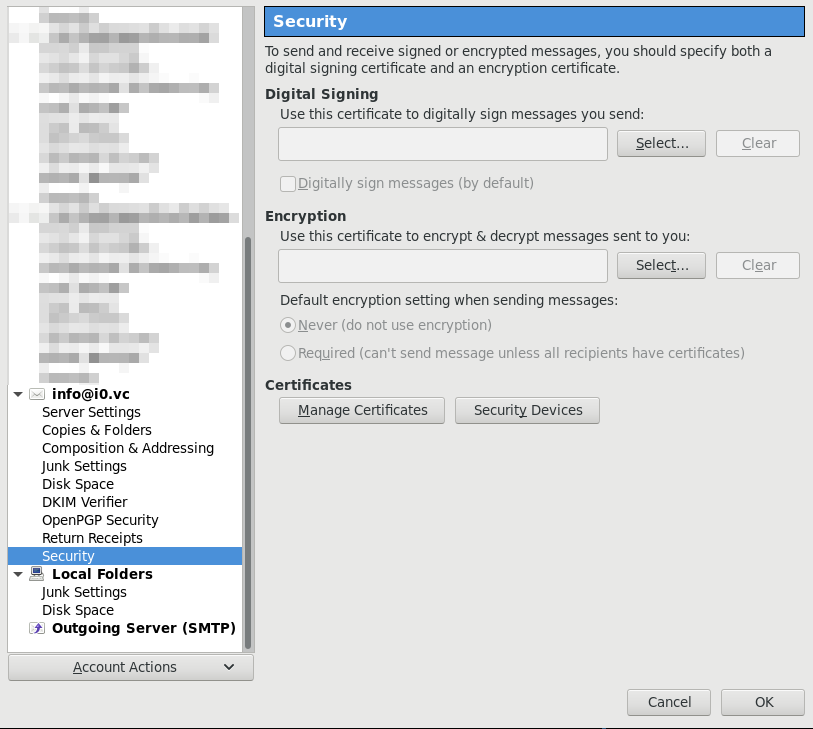 info@i0.vc
Server Settings
Copies & Folders
Composition & Addressing
Junk Settings
Disk Space
DKIM Verifier
OpenPGP Security
Return Receipts
Security
Local Folders
Junk Settings
Disk Space
Outgoing Server (SMTP)
Account Actions
Security
To send and receive signed or encrypted messages, you should specify both a
digital signing certificate and an encryption certificate.
Digital Signing
Use this certificate to digitally sign messages you send:
Select... Clear
Digitally sign messages (by default)
Encryption
Use this certificate to encrypt & decrypt messages sent to you:
Select... Clear
Default encryption setting when sending messages:
Never (do not use encryption)
Required (can't send message unless all recipients have certificates)
Certificates
Manage Certificates Security Devices
Cancel OK